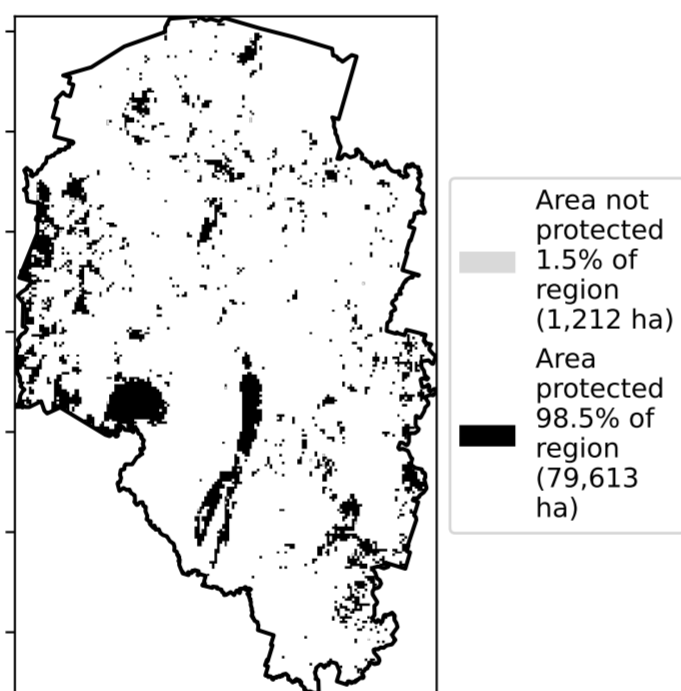 Area not
protected
1.5% of
region
(1,212 ha)
Area
protected
98.5% of
region
(79,613
ha)